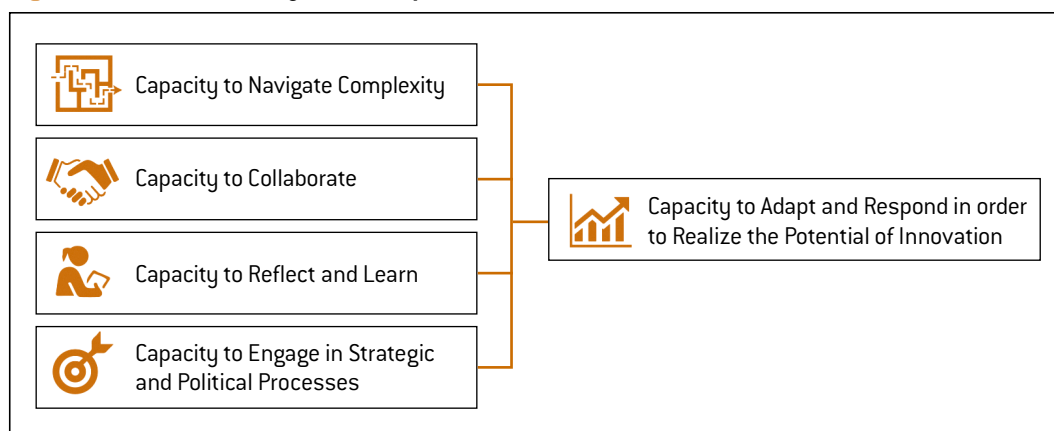 Capacity to Navigate Complexity
Capacity to Collaborate
Capacity to Reflect and Learn
Capacity to Engage in Strategic
and Political Processes
Capacity to Adapt and Respond in order
to Realize the Potential of Innovation